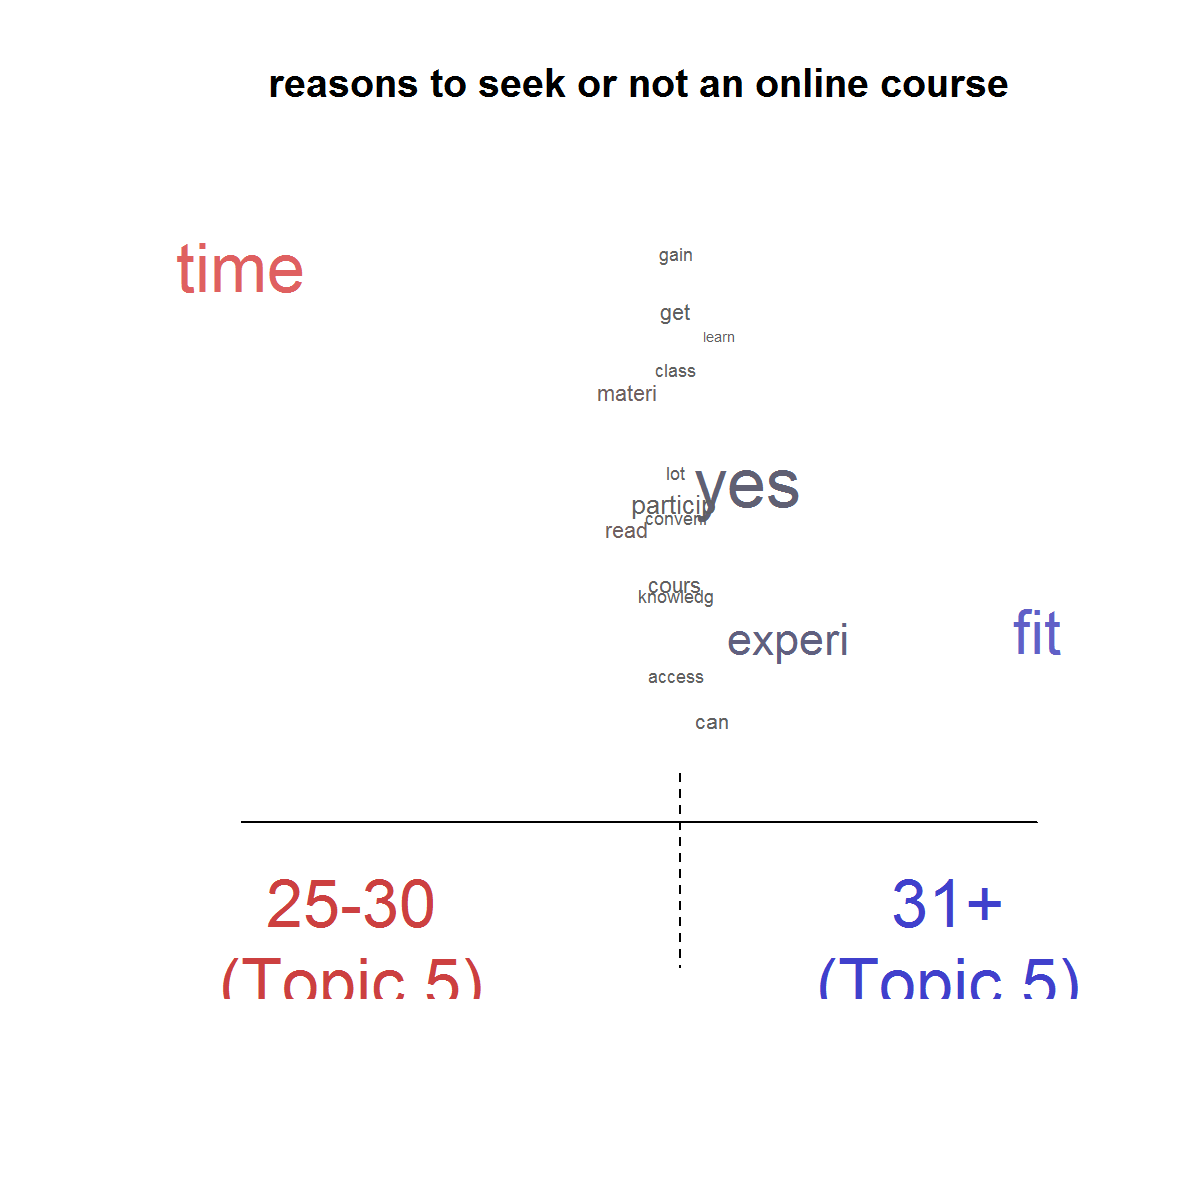 reasons to seek or not an online course
time
gain
get
learn
class
materi
lot
yes
particip
conveni
read
cours
knowledg
fit
experi
access
can
25-30
31+
(Topic 5)
(Topic 5)